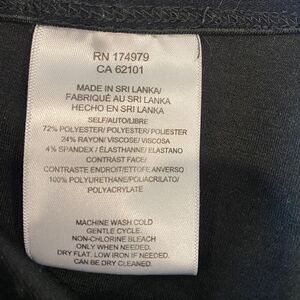 RN 174979
CA 62101
MADE IN SRI LANKA/
FABRIQUÉ AU SRI LANKA
HECHO EN SRI LANKA
SELF/AUTO/LIBRE
72% POLYESTER/ POLYESTER/ POLIESTER
24% RAYON/ VISCOSE/ VISCOSA
4% SPANDEX / ÉLASTHANNE/ ELASTANO
CONTRAST FACE/
CONTRASTE ENDROIT/ETTOFE ANVERSO
100% POLYURETHANE/POLIACRILATO/
POLYACRYLATE
MACHINE WASH COLD
GENTLE CYCLE.
NON-CHLORINE BLEACH
ONLY WHEN NEEDED.
DRY FLAT. LOW IRON IF NEEDED.
CAN BE DRY CLEANED.